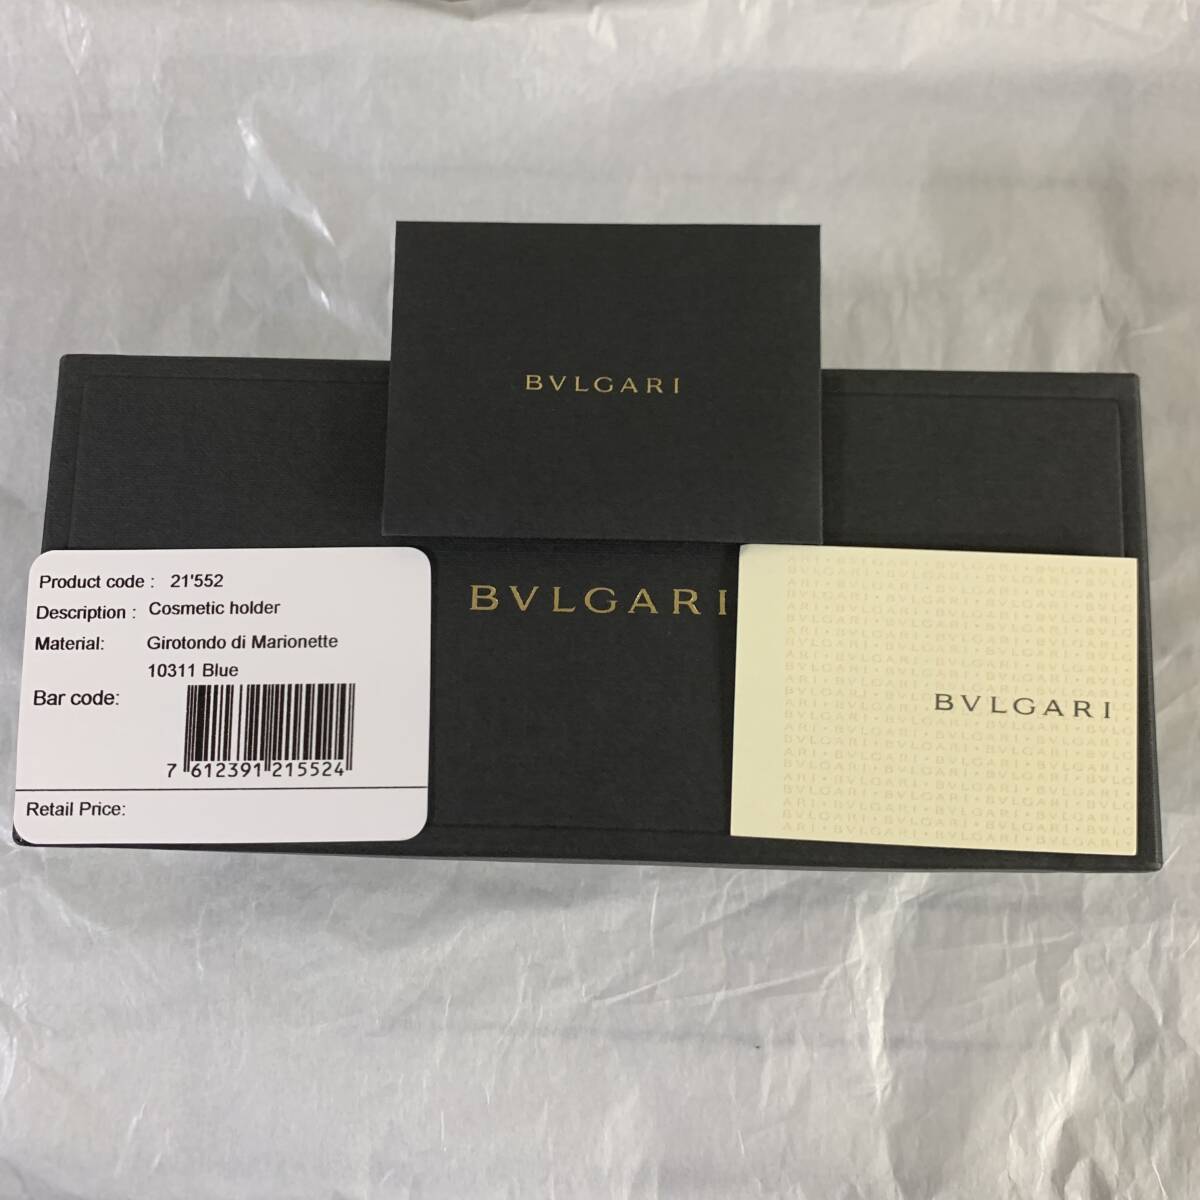 BVLGARI
BVLGARI
Product code : 21'552
Description : Cosmetic holder
Material: Girotondo di Marionette
10311 Blue
Bar code:
7 612391 215524
Retail Price:
BVLGARI